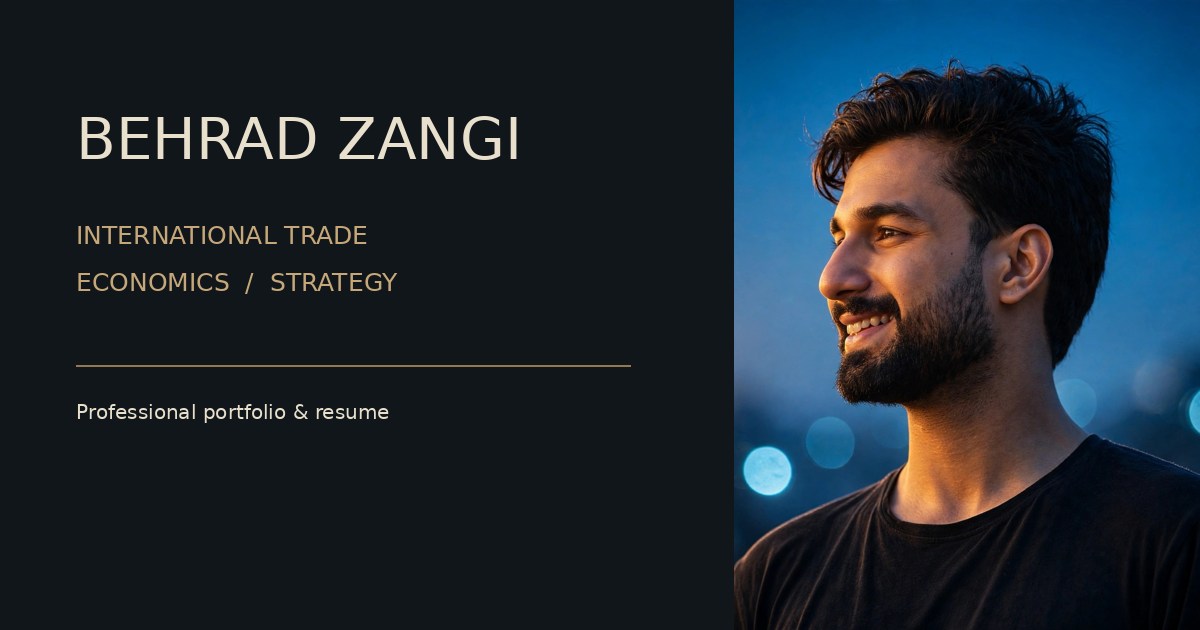 BEHRAD ZANGI
INTERNATIONAL TRADE
ECONOMICS / STRATEGY
Professional portfolio & resume